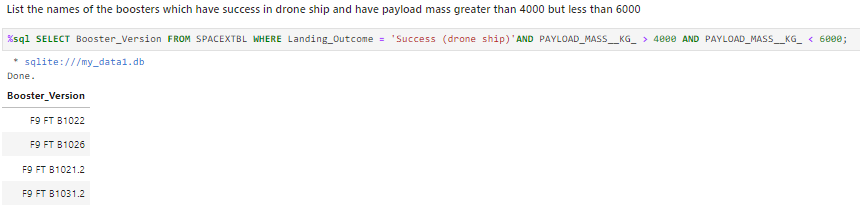 List the names of the boosters which have success in drone ship and have payload mass greater than 4000 but less than 6000
%sql SELECT Booster_Version FROM SPACEXTBL WHERE Landing_Outcome = 'Success (drone ship)'AND PAYLOAD_MASS__KG_ > 4000 AND PAYLOAD_MASS__KG_ < 6000;
* sqlite:///my_data1.db
Done.
Booster_Version
F9 FT B1022
F9 FT B1026
F9 FT B1021.2
F9 FT B1031.2